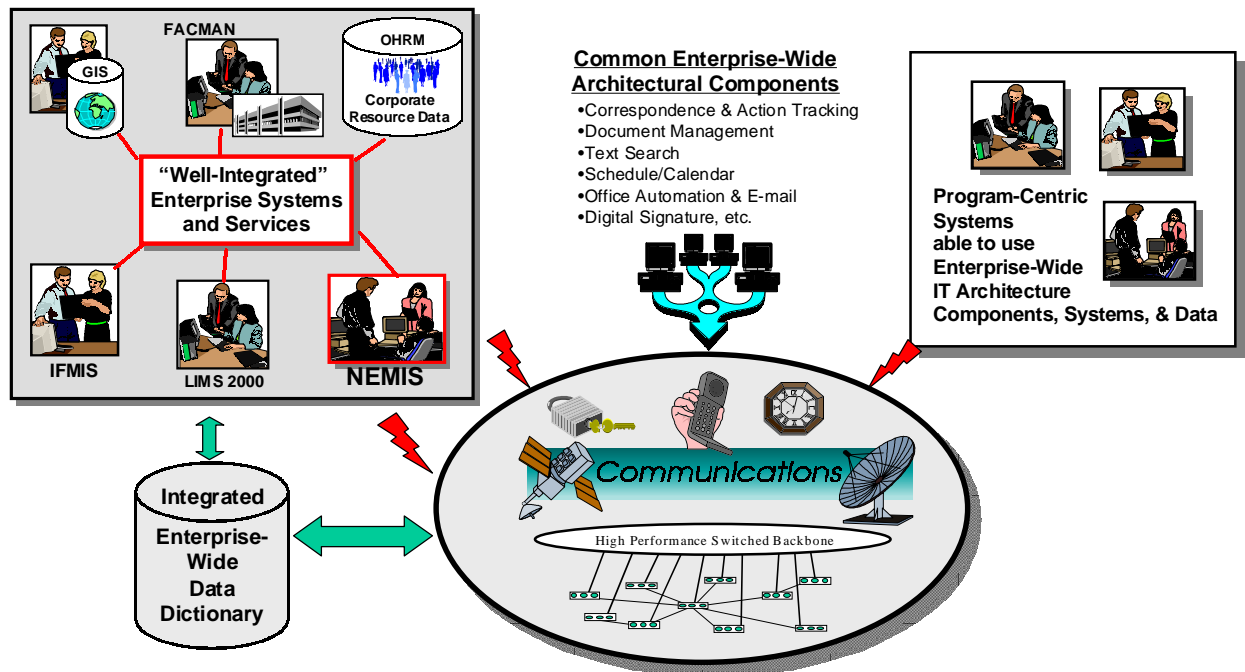 FACMAN
GIS
OHRM
Corporate
Resource Data
“Well-Integrated”
Enterprise Systems
and Services
IFMIS
LIMS 2000
NEMIS
Common Enterprise-Wide
Architectural Components
•Correspondence & Action Tracking
•Document Management
•Text Search
•Schedule/Calendar
•Office Automation & E-mail
•Digital Signature, etc.
Program-Centric
Systems
able to use
Enterprise-Wide
IT Architecture
Components, Systems, & Data
Integrated
Enterprise-
Wide
Data
Dictionary
Communications
High Performance Switched Backbone